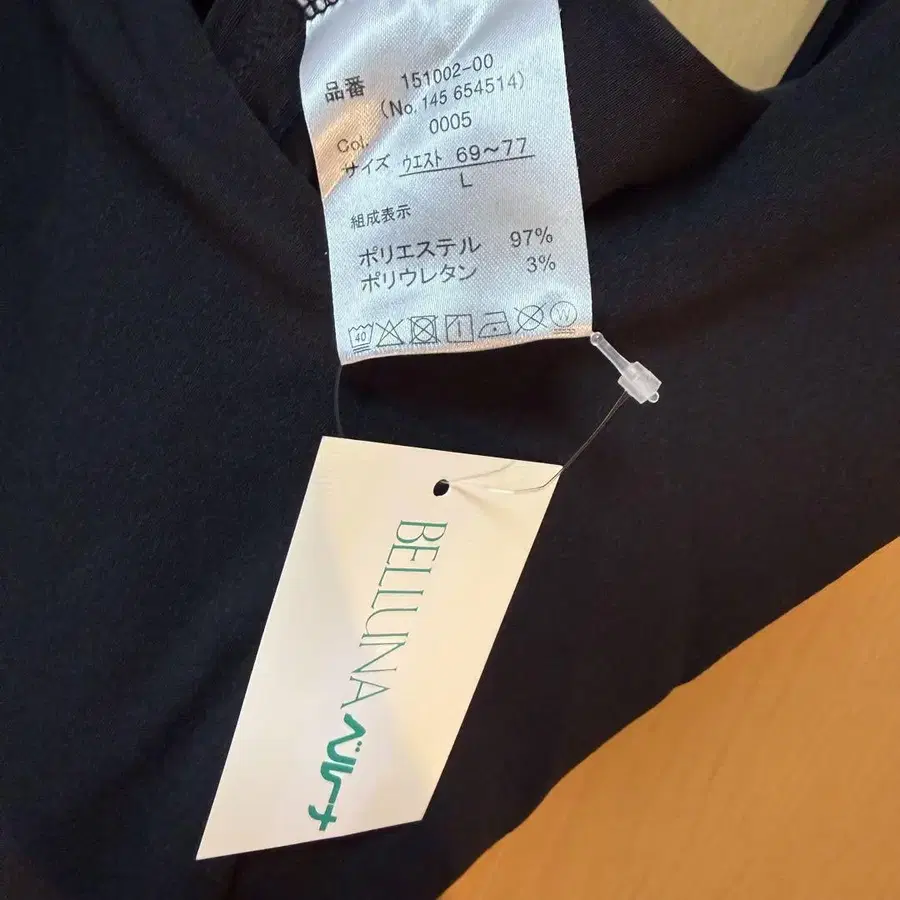 品番 151002-00
(No.145 654514)
Col. 0005
サイズ ウエスト 69～77
L
組成表示
ポリエステル 97%
ポリウレタン 3%
40 W
BELLUNA ベルーナ